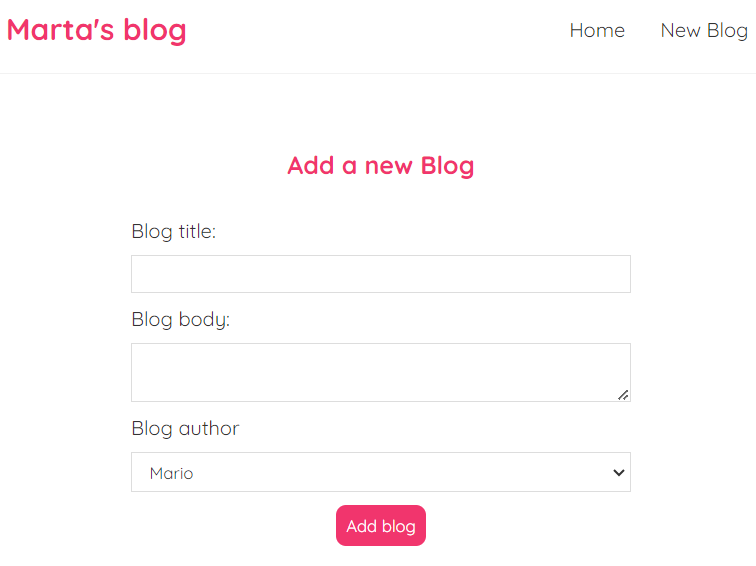 Marta's blog
Home New Blog
Add a new Blog
Blog title:
Blog body:
Blog author
Mario
Add blog